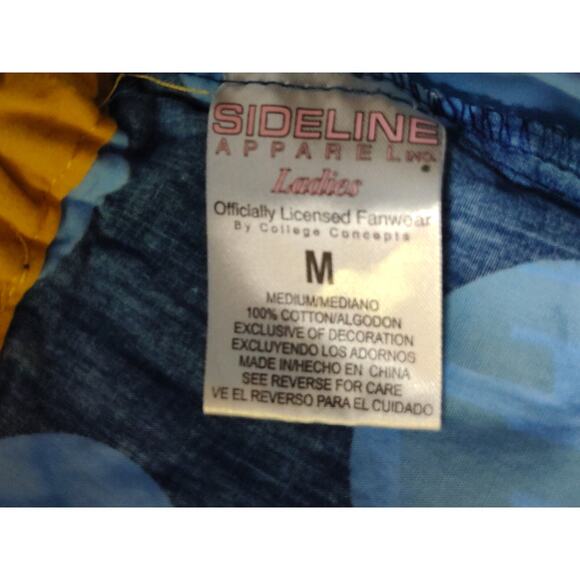 SIDELINE
APPAREL INC.
Ladies
Officially Licensed Fanwear
By College Concepts
M
MEDIUM/MEDIANO
100% COTTON/ALGODON
EXCLUSIVE OF DECORATION
EXCLUYENDO LOS ADORNOS
MADE IN/HECHO EN CHINA
SEE REVERSE FOR CARE
VE EL REVERSO PARA EL CUIDADO